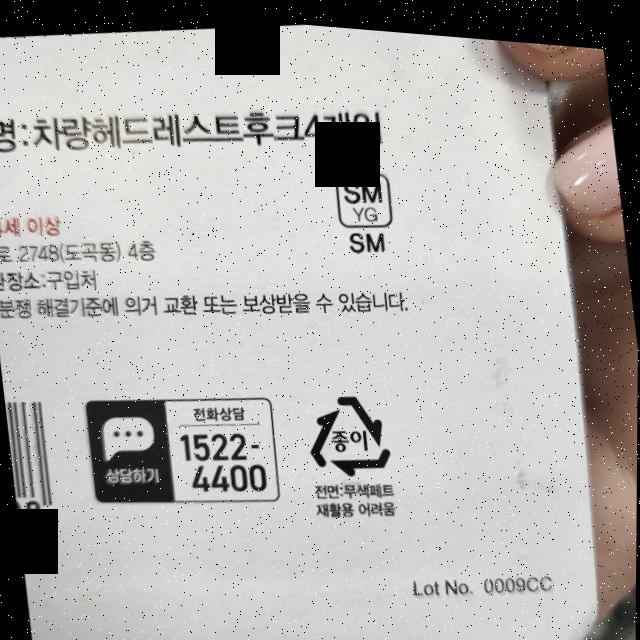 명:차량헤드레스트후크4개입
SM
YG
SM
세 이상
로 2748(도곡동) 4층
장소:구입처
분쟁 해결기준에 의거 교환 또는 보상받을 수 있습니다.
상담하기
전화상담
1522-
4400
종이
전면:무색페트
재활용 어려움
Lot No. 0009CC